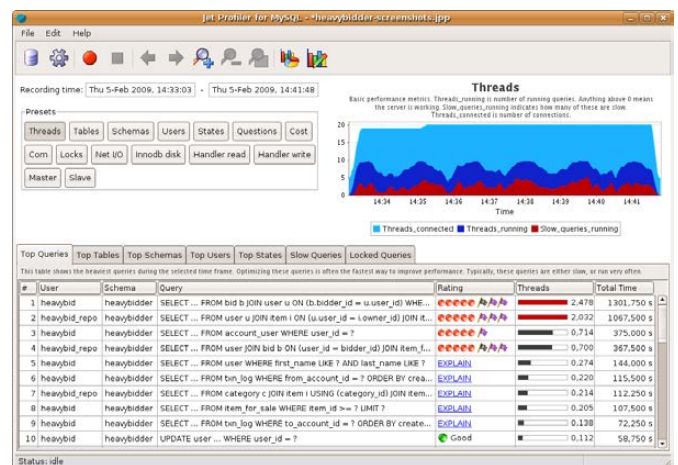 Jet Profiler for MySQL - *heavybidder-screenshots.jpp
File Edit Help
Recording time: Thu 5-Feb 2009, 14:33:03 - Thu 5-Feb 2009, 14:41:48
Presets
Threads Tables Schemas Users States Questions Cost
Com Locks Net I/O Innodb disk Handler read Handler write
Master Slave
Threads
Basic performance metrics. Threads_running is number of running queries. Anything above 0 means
the server is working. Slow_queries_running indicates how many of these are slow.
Threads_connected is number of connections.
20
15
10
5
0
14:34 14:35 14:36 14:37 14:38 14:39 14:40 14:41
Time
Threads_connected Threads_running Slow_queries_running
Top Queries Top Tables Top Schemas Top Users Top States Slow Queries Locked Queries
This table shows the heaviest queries during the selected time frame. Optimizing these queries is often the fastest way to improve performance. Typically, these queries are either slow, or run very often.
# User Schema Query Rating Threads Total Time
1 heavybid heavybidder SELECT ... FROM bid b JOIN user u ON (b.bidder_id = u.user_id) WHE... 2,478 1301,750 s
2 heavybid_repo heavybidder SELECT ... FROM user u JOIN item i ON (u.user_id = i.owner_id) JOIN it... 2,032 1067,500 s
3 heavybid heavybidder SELECT ... FROM account_user WHERE user_id = ? 0,714 375,000 s
4 heavybid_repo heavybidder SELECT ... FROM user JOIN bid b ON (user_id = bidder_id) JOIN item_f... 0,700 367,500 s
5 heavybid heavybidder SELECT ... FROM user WHERE first_name LIKE ? AND last_name LIKE ? EXPLAIN 0,274 144,000 s
6 heavybid heavybidder SELECT ... FROM txn_log WHERE from_account_id = ? ORDER BY crea... EXPLAIN 0,220 115,500 s
7 heavybid_repo heavybidder SELECT ... FROM category c JOIN item i USING (category_id) JOIN item... EXPLAIN 0,214 112,250 s
8 heavybid heavybidder SELECT ... FROM item_for_sale WHERE item_id >= ? LIMIT ? EXPLAIN 0,205 107,500 s
9 heavybid heavybidder SELECT ... FROM txn_log WHERE to_account_id = ? ORDER BY create... EXPLAIN 0,138 72,250 s
10 heavybid heavybidder UPDATE user ... WHERE user_id = ? Good 0,112 58,750 s
Status: idle